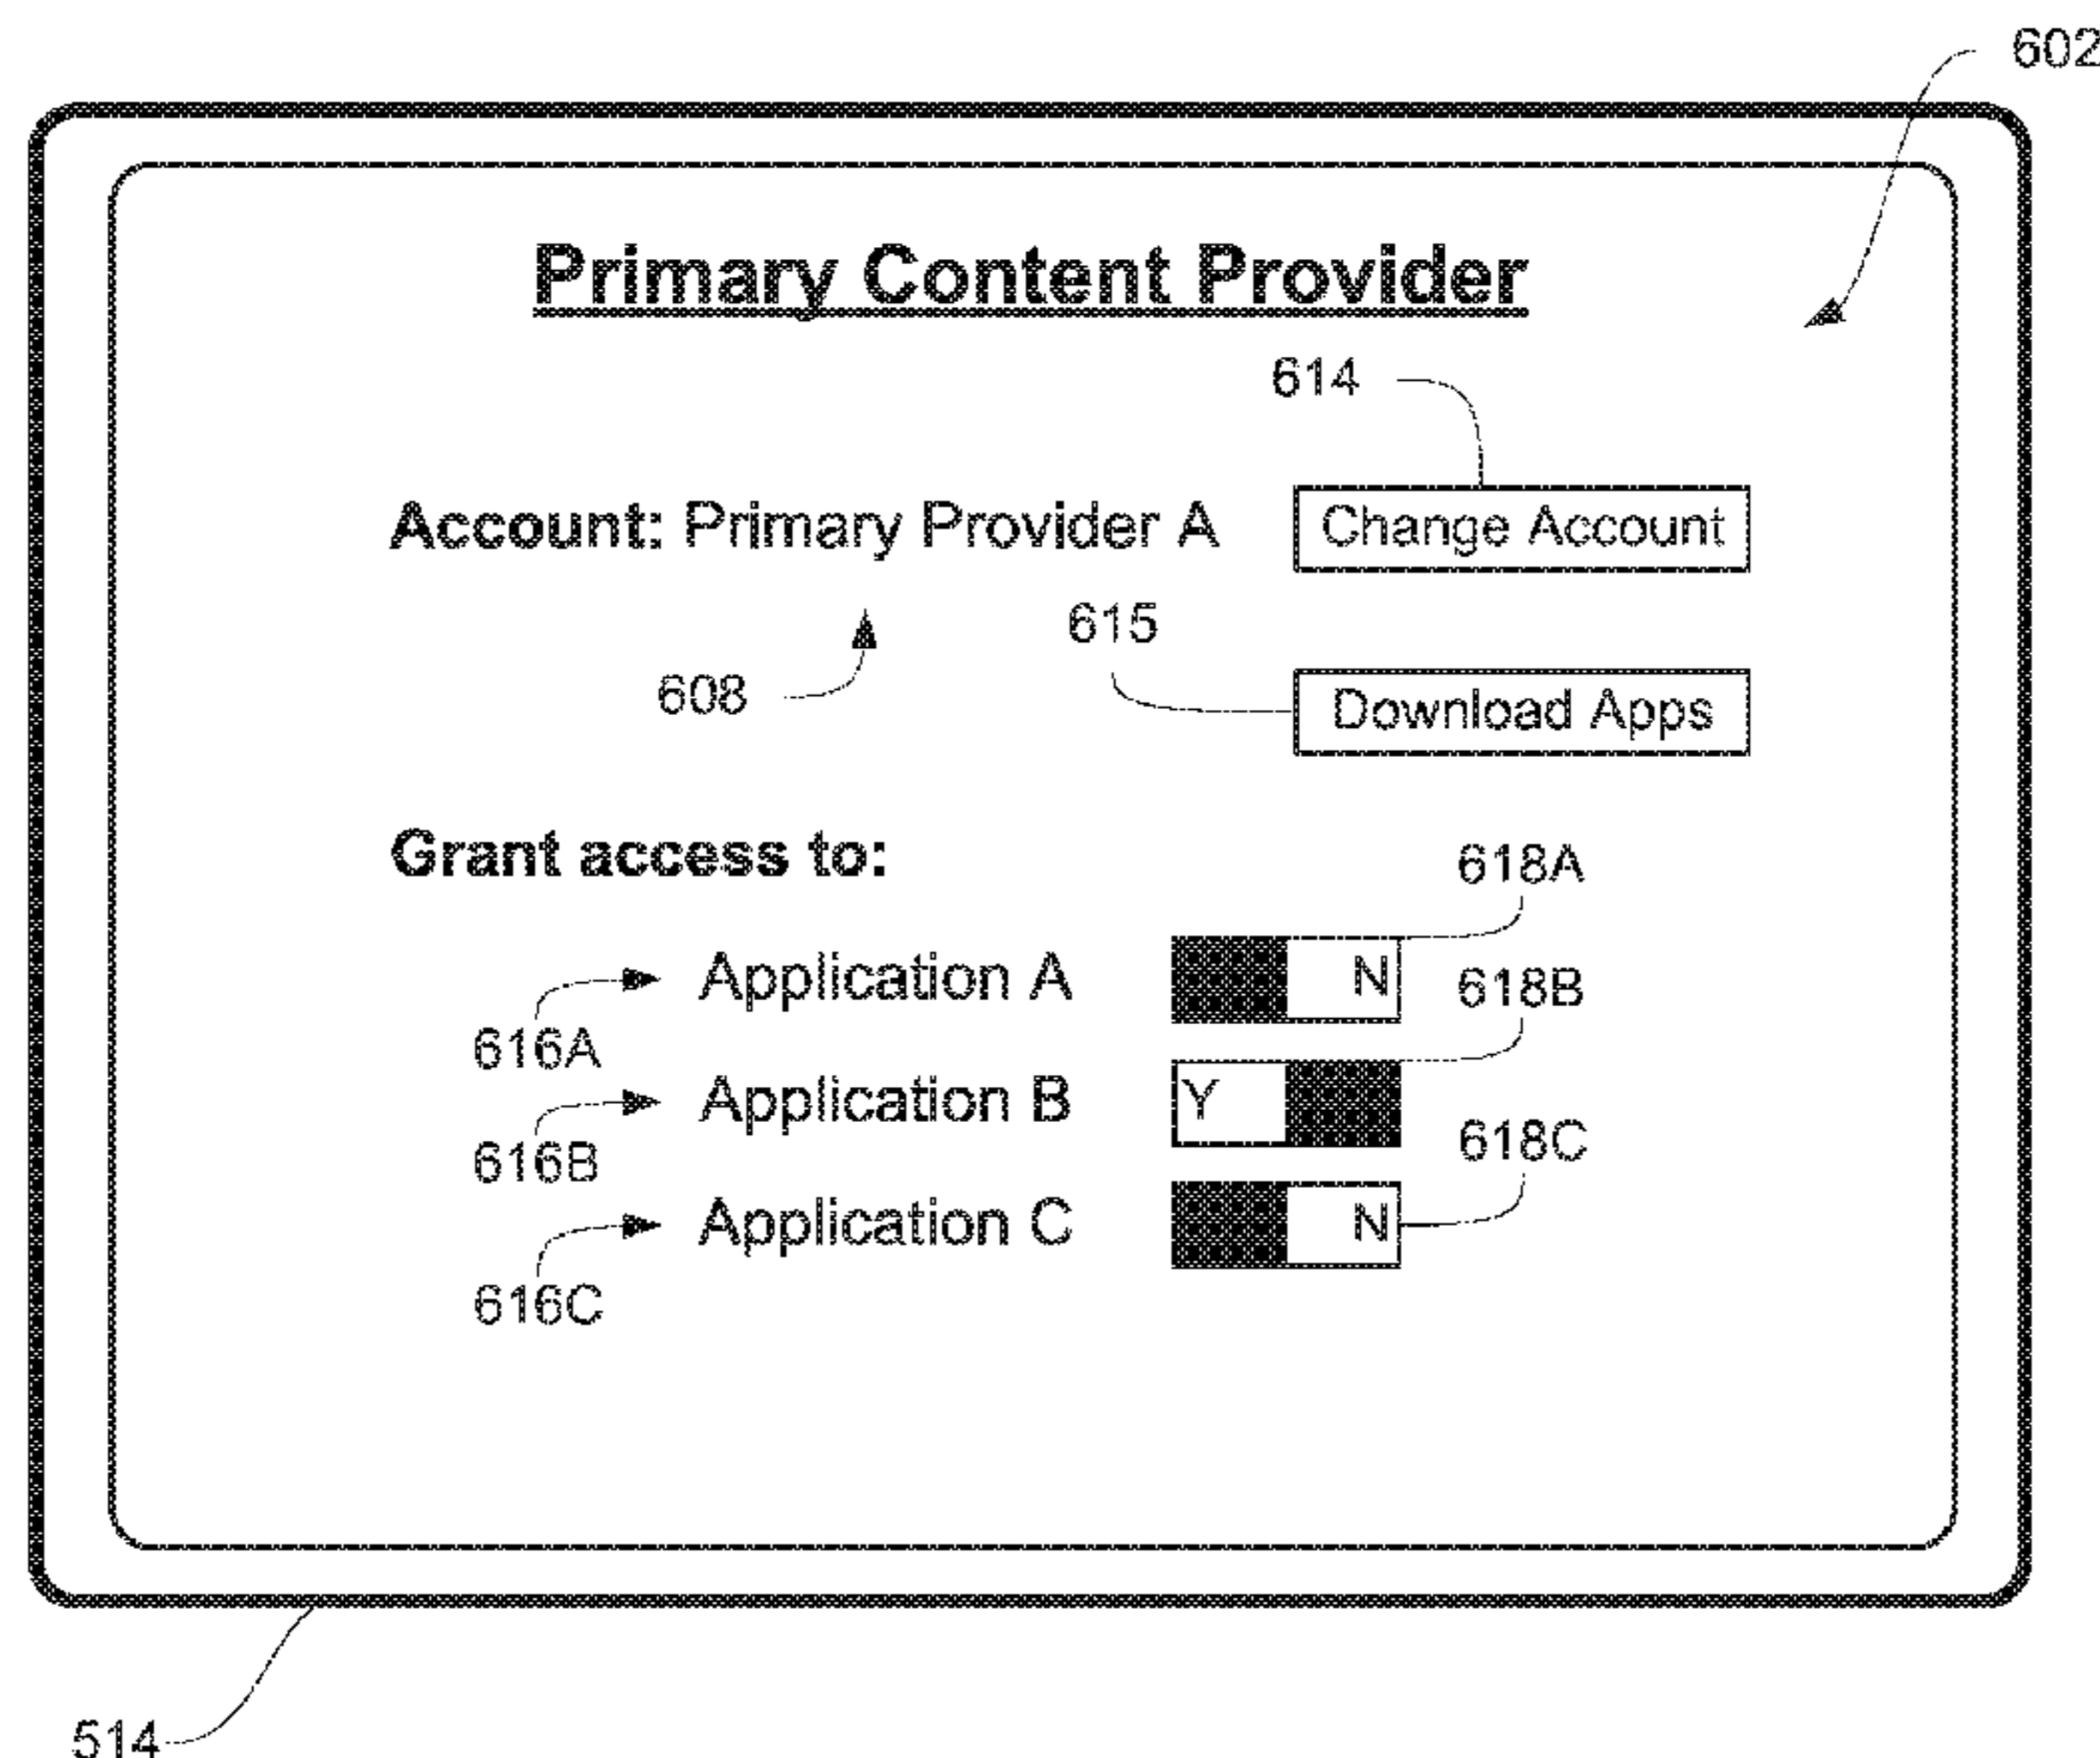 602
Primary Content Provider
614
Account: Primary Provider A
Change Account
615
608
Download Apps
Grant access to:
618A
Application A
N
618B
616A
Application B
Y
618C
616B
Application C
N
616C
514